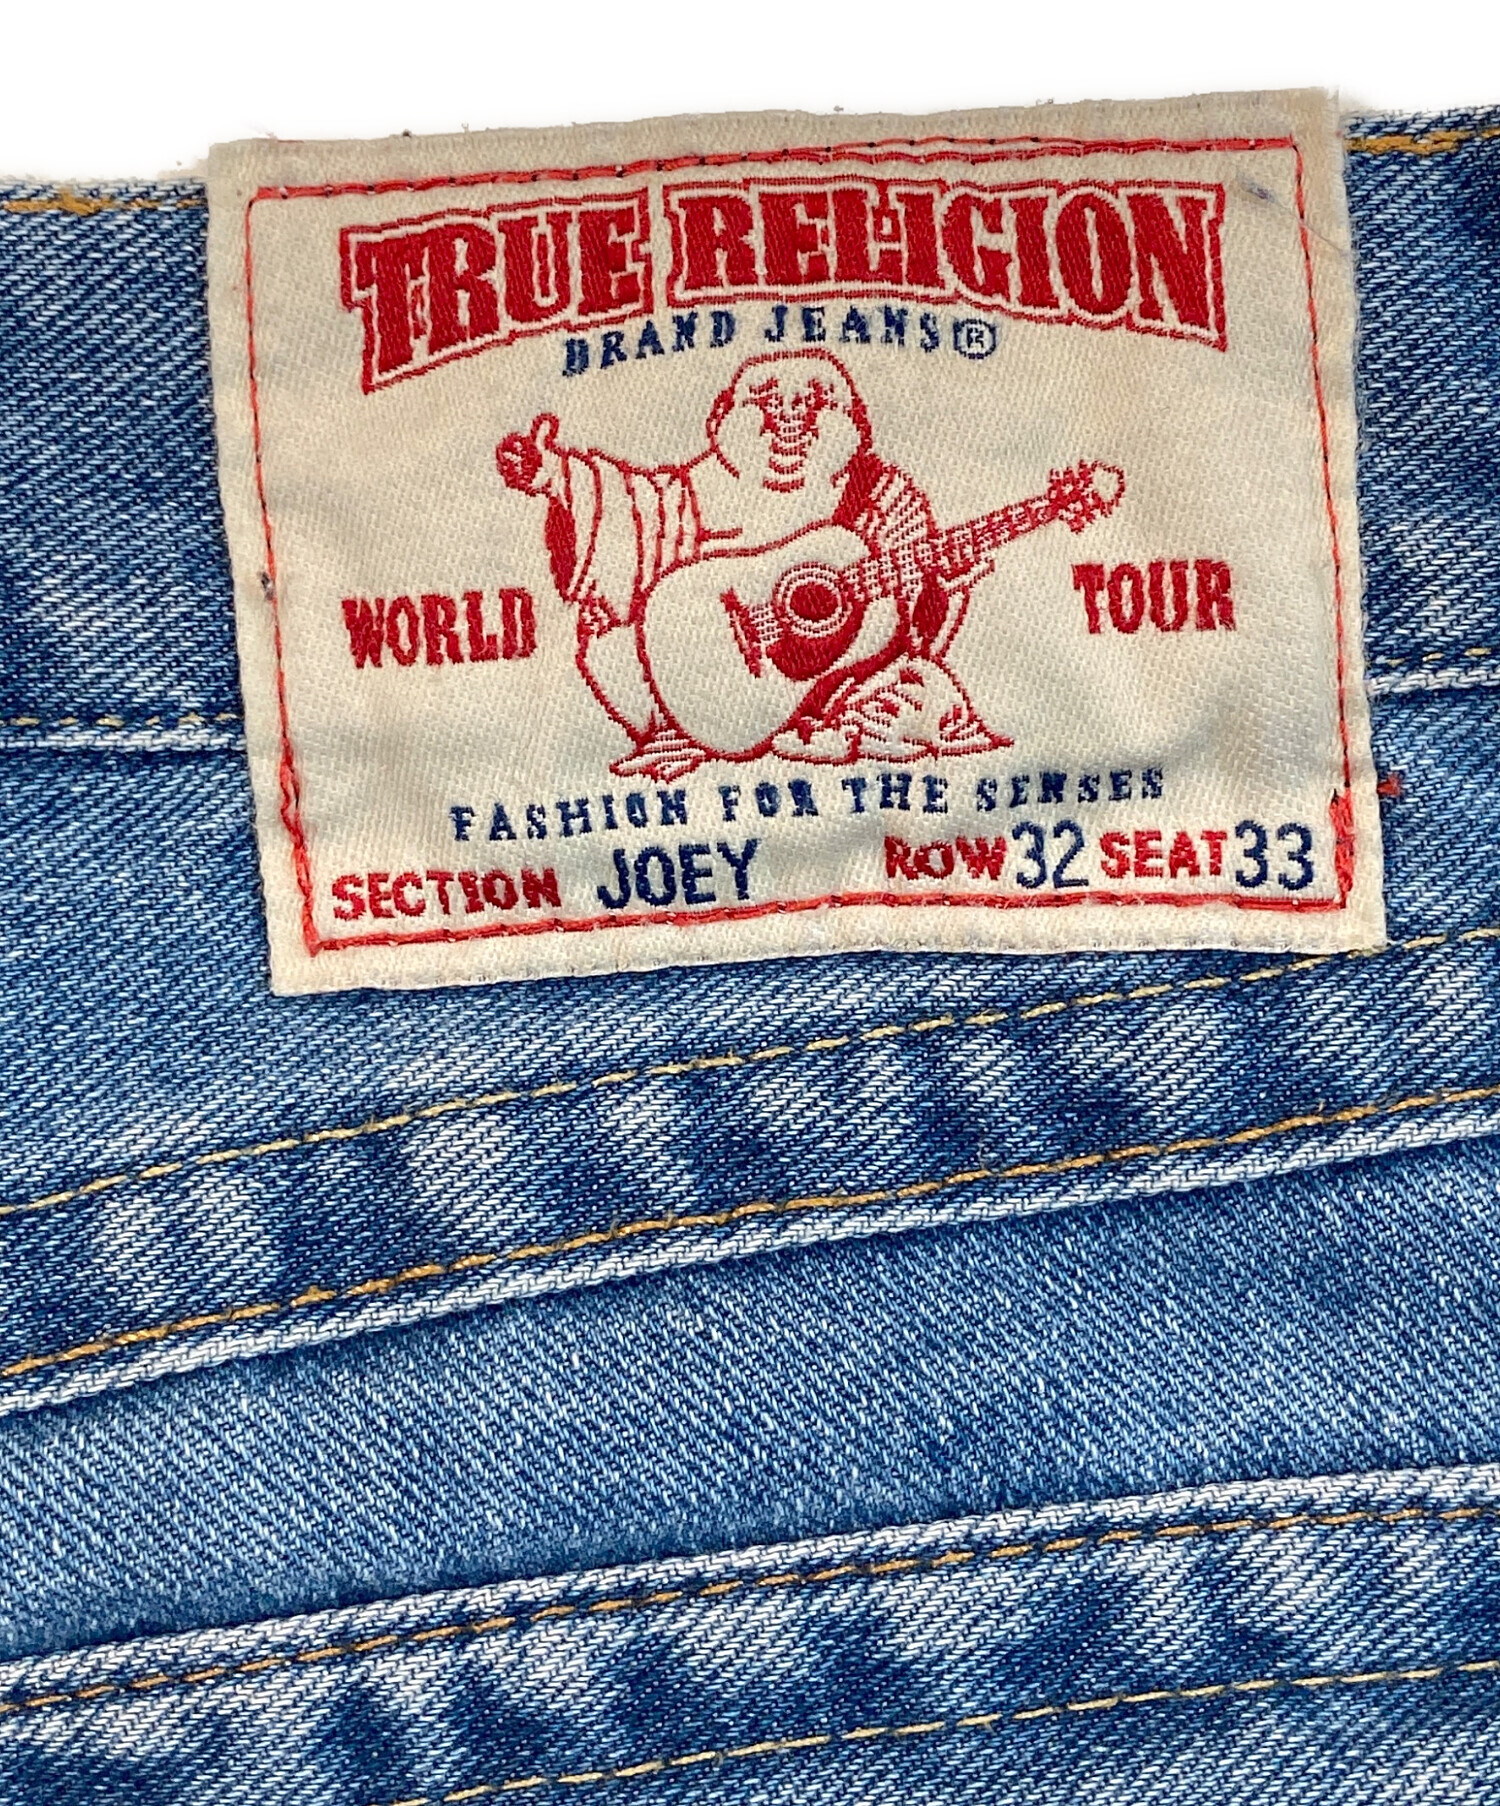 TRUE RELIGION
BRAND JEANS®
WORLD TOUR
FASHION FOR THE SENSES
SECTION JOEY ROW 32 SEAT 33